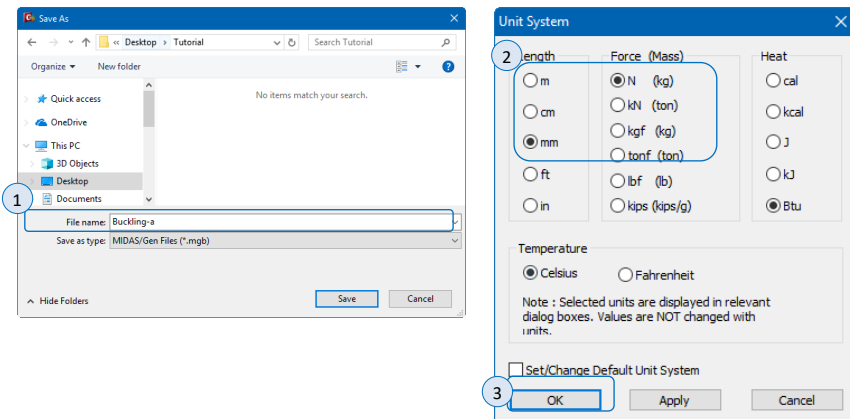 Save As
« Desktop › Tutorial
Search Tutorial
Organize
New folder
Quick access
OneDrive
This PC
3D Objects
Desktop
Documents
No items match your search.
1
File name: Buckling-a
Save as type: MIDAS/Gen Files (*.mgb)
Hide Folders
Save
Cancel
Unit System
2
ength
m
cm
mm
ft
in
Force (Mass)
N (kg)
kN (ton)
kgf (kg)
tonf (ton)
lbf (lb)
kips (kips/g)
Heat
cal
kcal
J
kJ
Btu
Temperature
Celsius
Fahrenheit
Note : Selected units are displayed in relevant
dialog boxes. Values are NOT changed with
units.
Set/Change Default Unit System
3
OK
Apply
Cancel